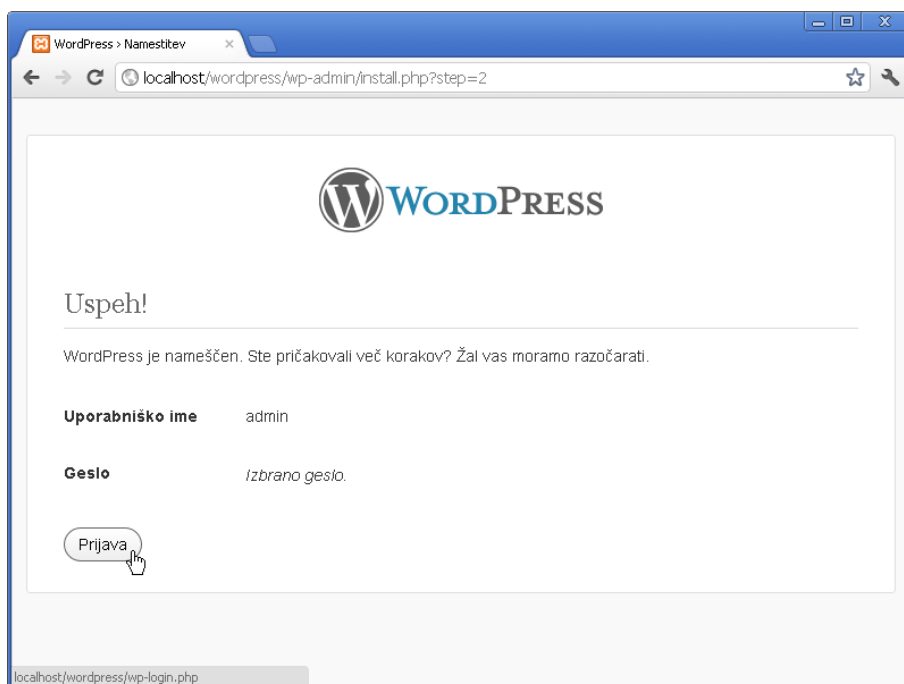 WordPress › Namestitev
localhost/wordpress/wp-admin/install.php?step=2
WORDPRESS
Uspeh!
WordPress je nameščen. Ste pričakovali več korakov? Žal vas moramo razočarati.
Uporabniško ime admin
Geslo Izbrano geslo.
Prijava
localhost/wordpress/wp-login.php